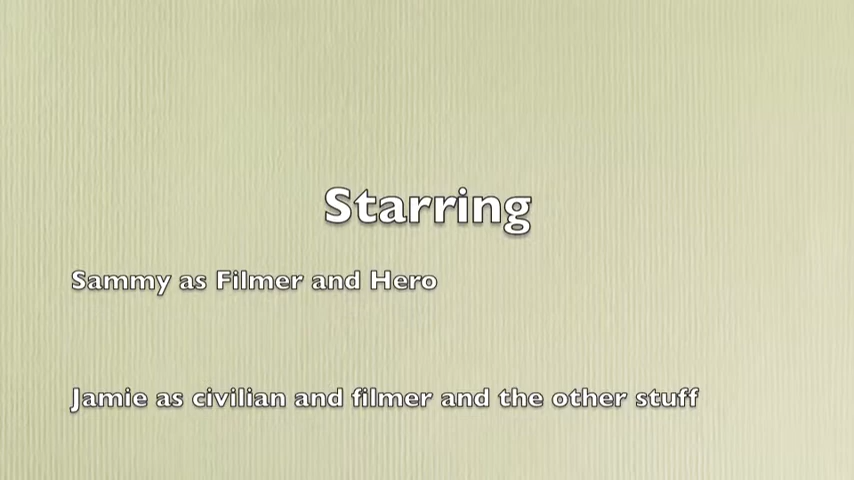 Starring
Sammy as Filmer and Hero
Jamie as civilian and filmer and the other stuff